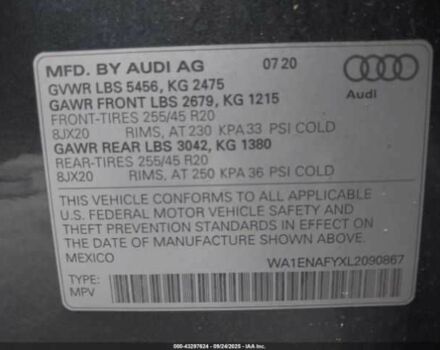 MFD. BY AUDI AG 07 20
GVWR LBS 5456, KG 2475
GAWR FRONT LBS 2679, KG 1215
FRONT-TIRES 255/45 R20
8JX20 RIMS, AT 230 KPA 33 PSI COLD
GAWR REAR LBS 3042, KG 1380
REAR-TIRES 255/45 R20
8JX20 RIMS, AT 250 KPA 36 PSI COLD
Audi
THIS VEHICLE CONFORMS TO ALL APPLICABLE
U.S. FEDERAL MOTOR VEHICLE SAFETY AND
THEFT PREVENTION STANDARDS IN EFFECT ON
THE DATE OF MANUFACTURE SHOWN ABOVE.
MEXICO WA1ENAFYXL2090867
TYPE:
MPV
000-43297624 - 09/24/2025 - IAA Inc.